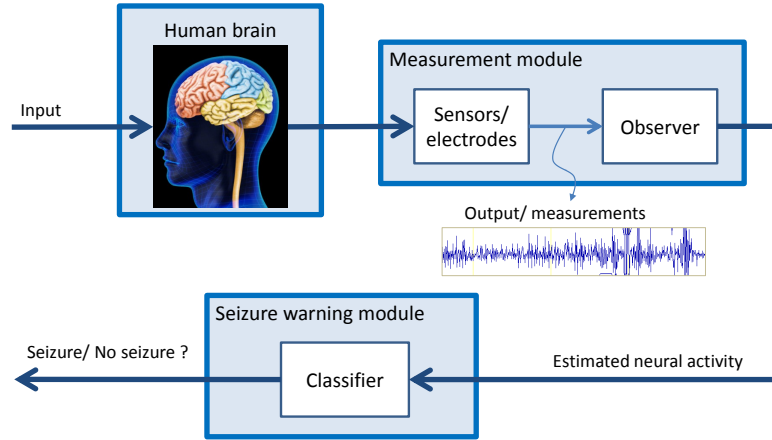 Human brain
Measurement module
Input
Sensors/
electrodes
Observer
Output/ measurements
Seizure warning module
Seizure/ No seizure ?
Classifier
Estimated neural activity